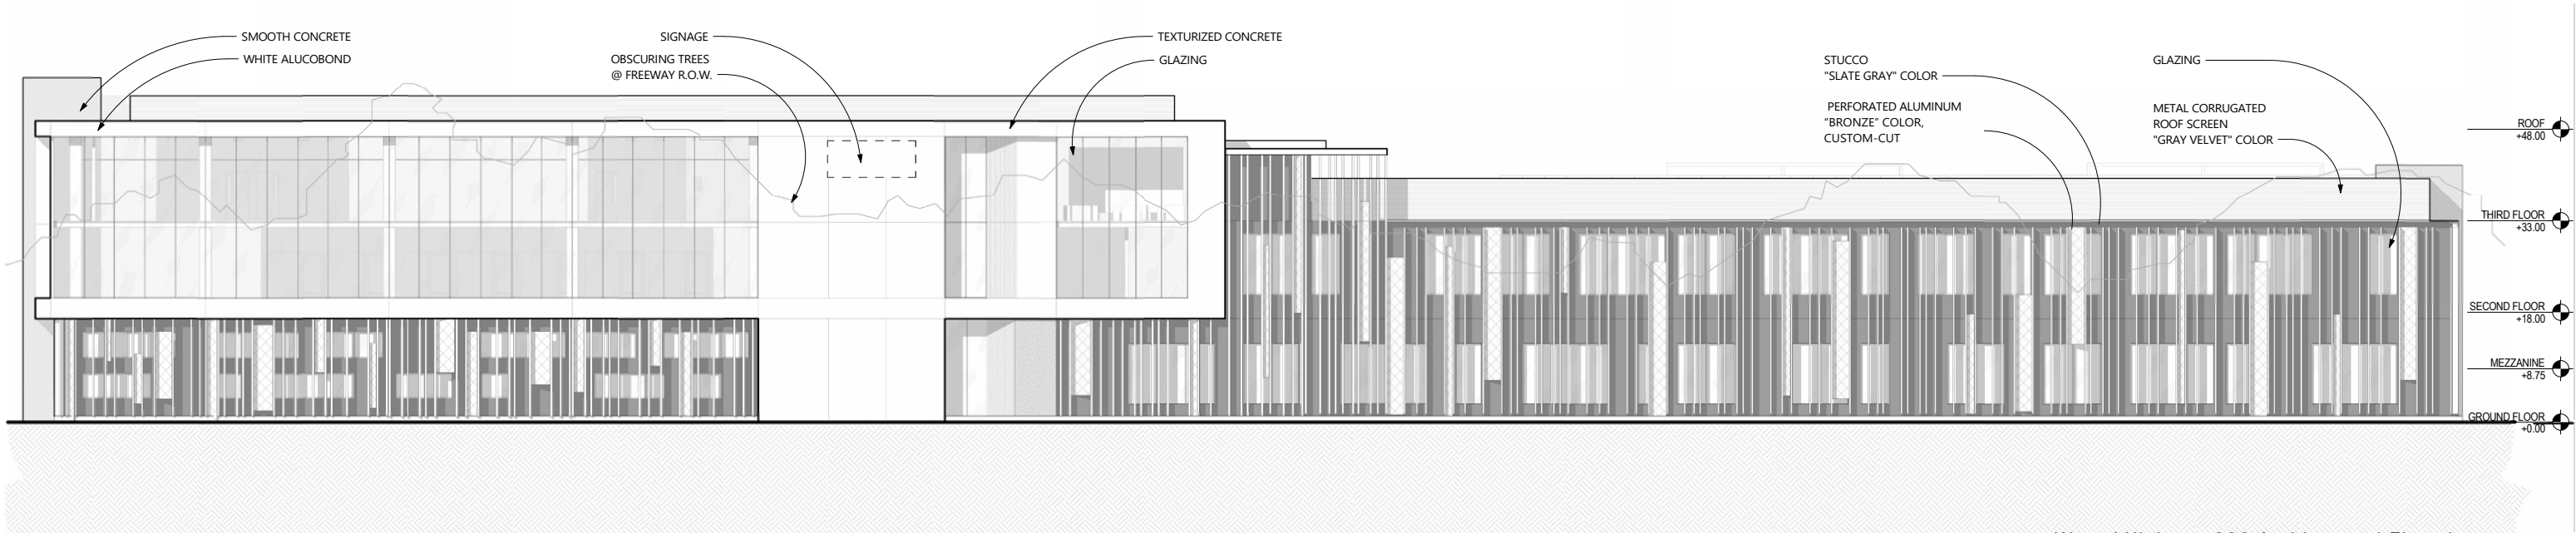 SMOOTH CONCRETE
WHITE ALUCOBOND
SIGNAGE
OBSCURING TREES
@ FREEWAY R.O.W.
TEXTURIZED CONCRETE
GLAZING
STUCCO
"SLATE GRAY" COLOR
PERFORATED ALUMINUM
"BRONZE" COLOR,
CUSTOM-CUT
GLAZING
METAL CORRUGATED
ROOF SCREEN
"GRAY VELVET" COLOR
ROOF
+48.00
THIRD FLOOR
+33.00
SECOND FLOOR
+18.00
MEZZANINE
+8.75
GROUND FLOOR
+0.00